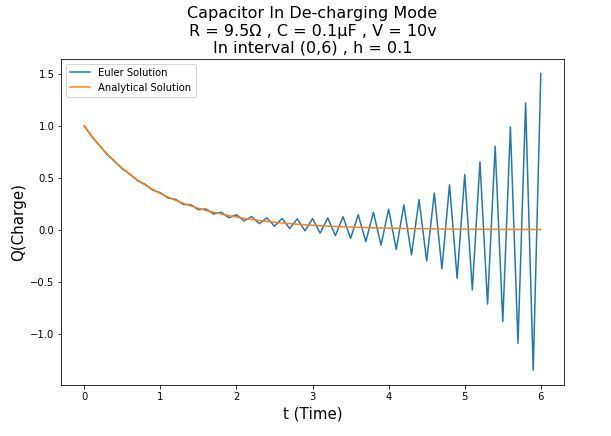 Capacitor In De-charging Mode
R = 9.5Ω , C = 0.1μF , V = 10v
In interval (0,6) , h = 0.1
Euler Solution
Analytical Solution
1.5
1.0
0.5
0.0
−0.5
−1.0
Q(Charge)
0 1 2 3 4 5 6
t (Time)